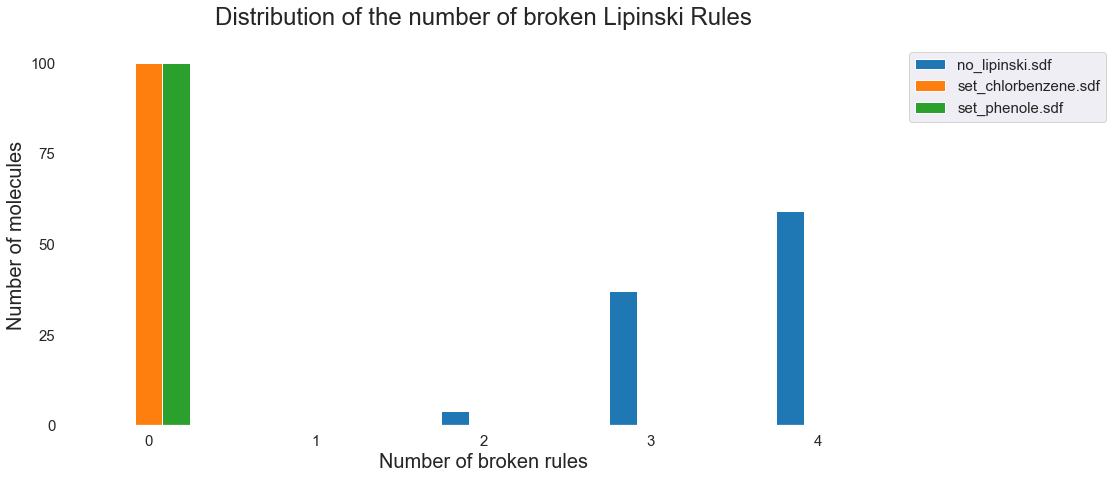 Distribution of the number of broken Lipinski Rules
no_lipinski.sdf
set_chlorbenzene.sdf
set_phenole.sdf
Number of molecules
100
75
50
25
0
0 1 2 3 4
Number of broken rules